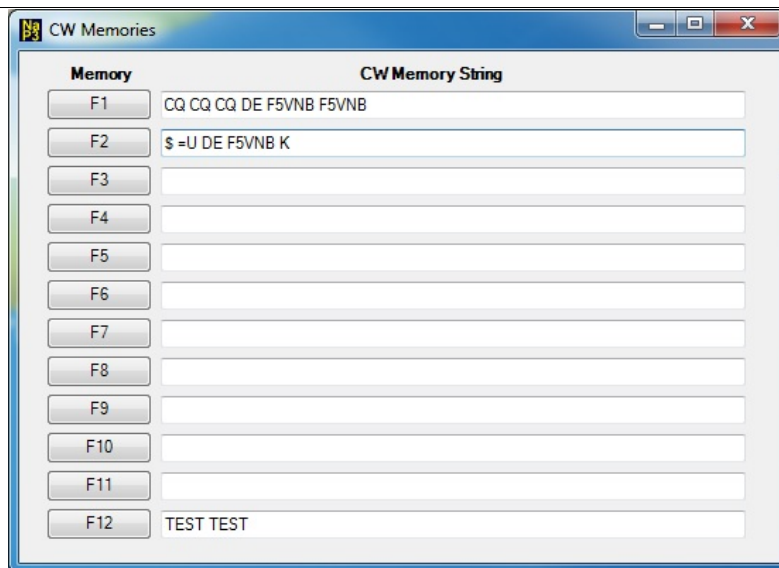 NaP3 CW Memories
Memory CW Memory String
F1 CQ CQ CQ DE F5VNB F5VNB
F2 $ =U DE F5VNB K
F3
F4
F5
F6
F7
F8
F9
F10
F11
F12 TEST TEST